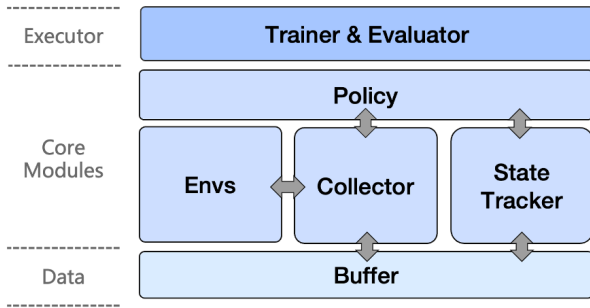 Executor
Trainer & Evaluator
Policy
Core
Modules
Envs
Collector
State
Tracker
Data
Buffer